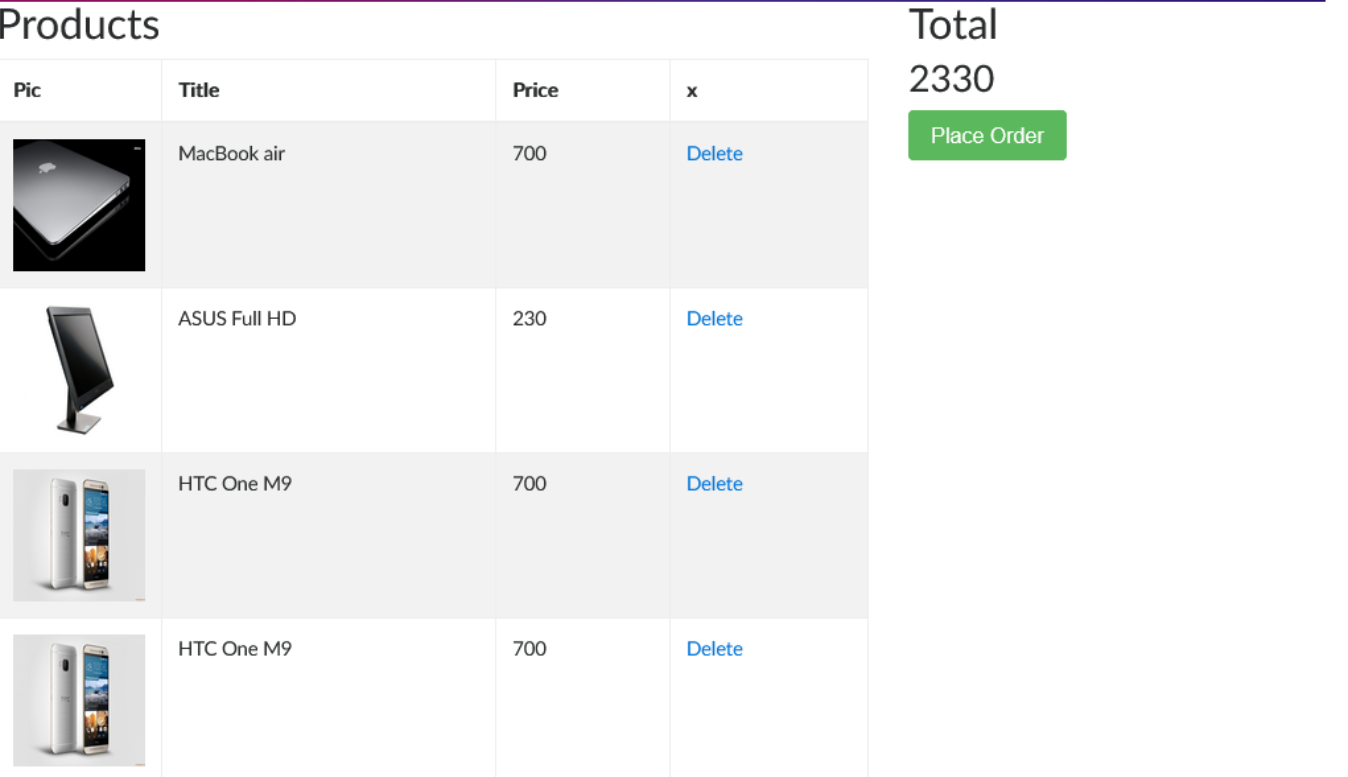 Products
Pic Title Price x
MacBook air 700 Delete
ASUS Full HD 230 Delete
HTC One M9 700 Delete
HTC One M9 700 Delete
Total
2330
Place Order